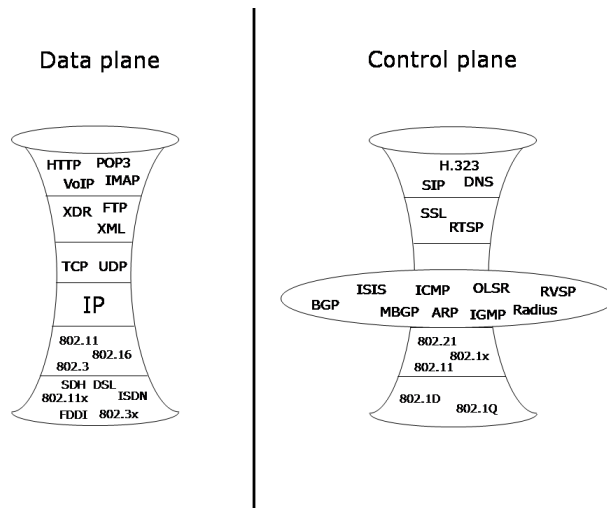 Data plane
HTTP POP3
VoIP IMAP
XDR FTP
XML
TCP UDP
IP
802.11
802.16
802.3
SDH DSL
802.11x ISDN
FDDI 802.3x
Control plane
H.323
SIP DNS
SSL
RTSP
ISIS ICMP OLSR RVSP
BGP MBGP ARP IGMP Radius
802.21
802.1x
802.11
802.1D
802.1Q